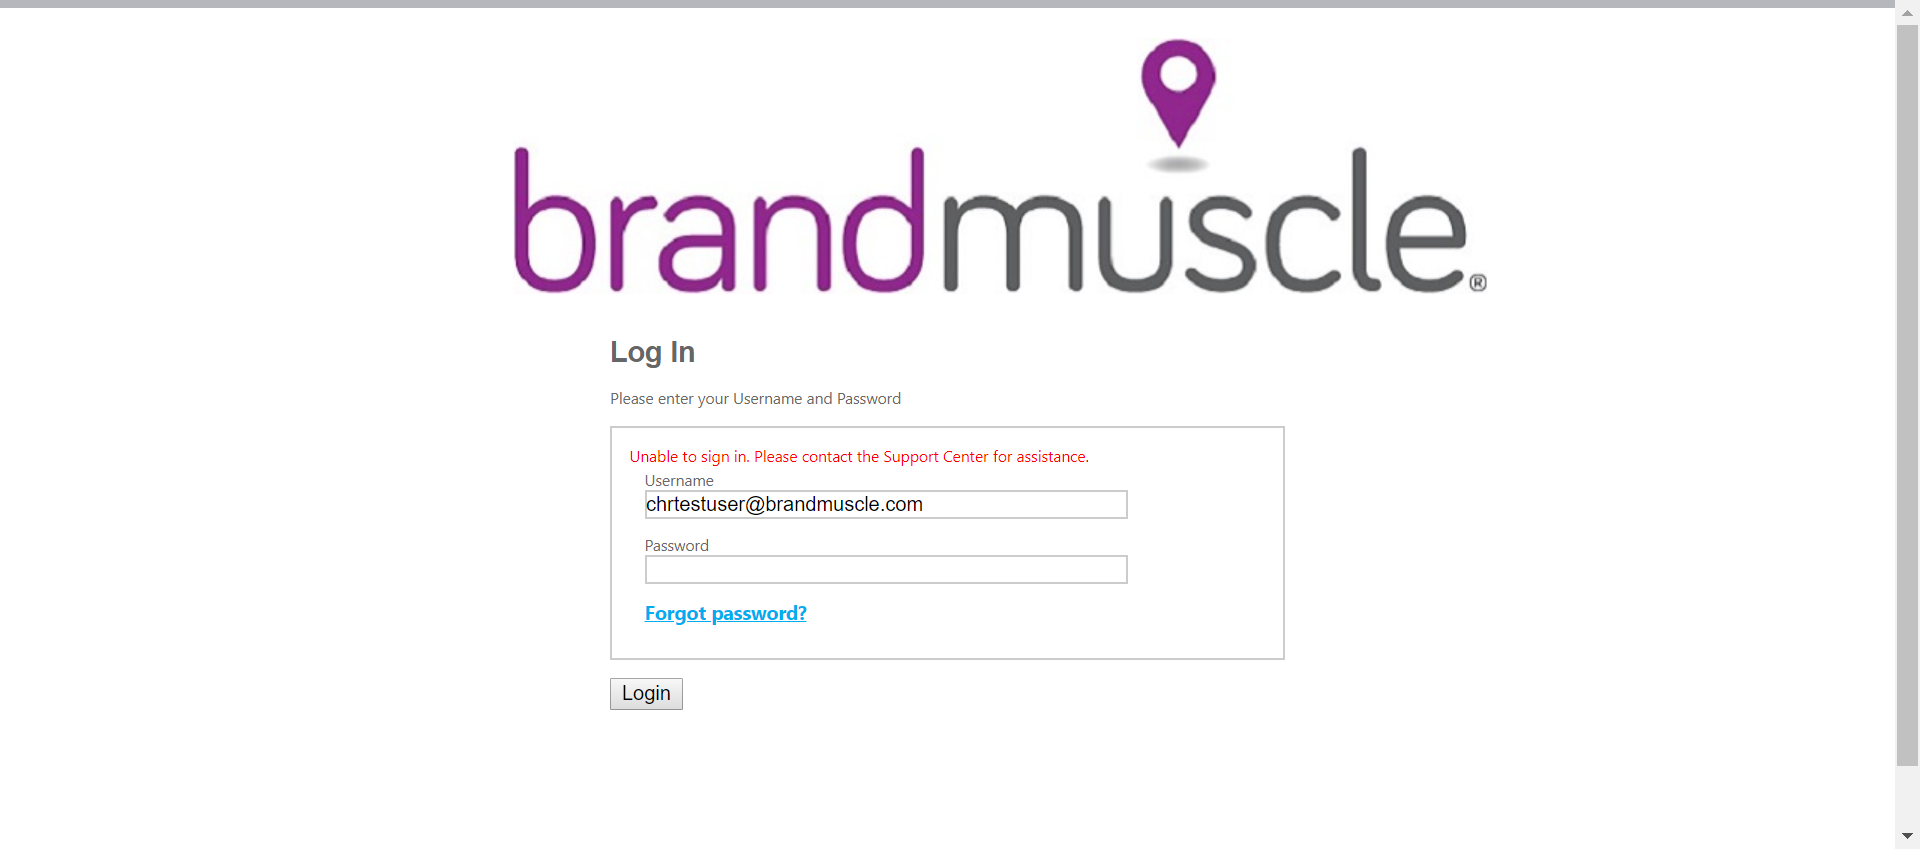 brandmuscle®
Log In
Please enter your Username and Password
Unable to sign in. Please contact the Support Center for assistance.
Username
chrtestuser@brandmuscle.com
Password
Forgot password?
Login